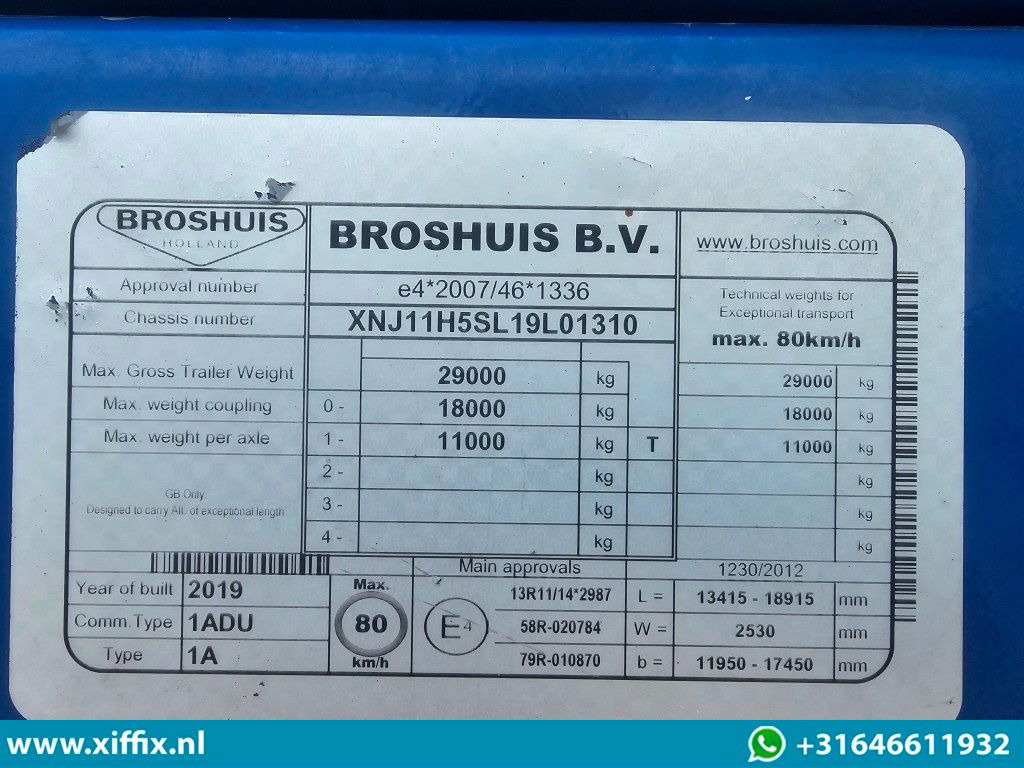 BROSHUIS
HOLLAND
BROSHUIS B.V.
www.broshuis.com
Approval number e4*2007/46*1336
Chassis number XNJ11H5SL19L01310
Technical weights for
Exceptional transport
max. 80km/h
Max. Gross Trailer Weight 29000 kg 29000 kg
Max. weight coupling 0 - 18000 kg 18000 kg
Max. weight per axle 1 - 11000 kg T 11000 kg
2 - kg kg
3 - kg kg
4 - kg kg
GB Only:
Designed to carry AIL of exceptional length
Main approvals 1230/2012
Year of built 2019 Max. 13R11/14*2987 L = 13415 - 18915 mm
Comm.Type 1ADU 80 E4 58R-020784 W = 2530 mm
Type 1A km/h 79R-010870 b = 11950 - 17450 mm
www.xiffix.nl +31646611932